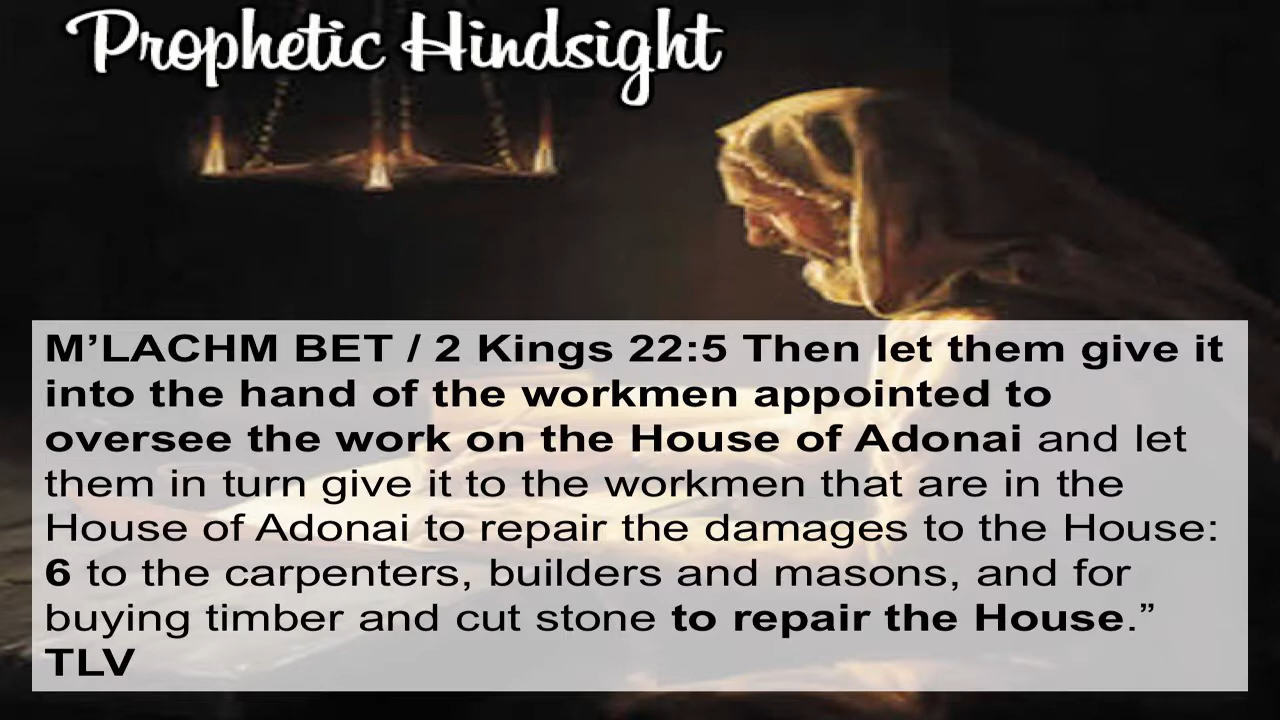 Prophetic Hindsight
M’LACHM BET / 2 Kings 22:5 Then let them give it
into the hand of the workmen appointed to
oversee the work on the House of Adonai and let
them in turn give it to the workmen that are in the
House of Adonai to repair the damages to the House:
6 to the carpenters, builders and masons, and for
buying timber and cut stone to repair the House.”
TLV